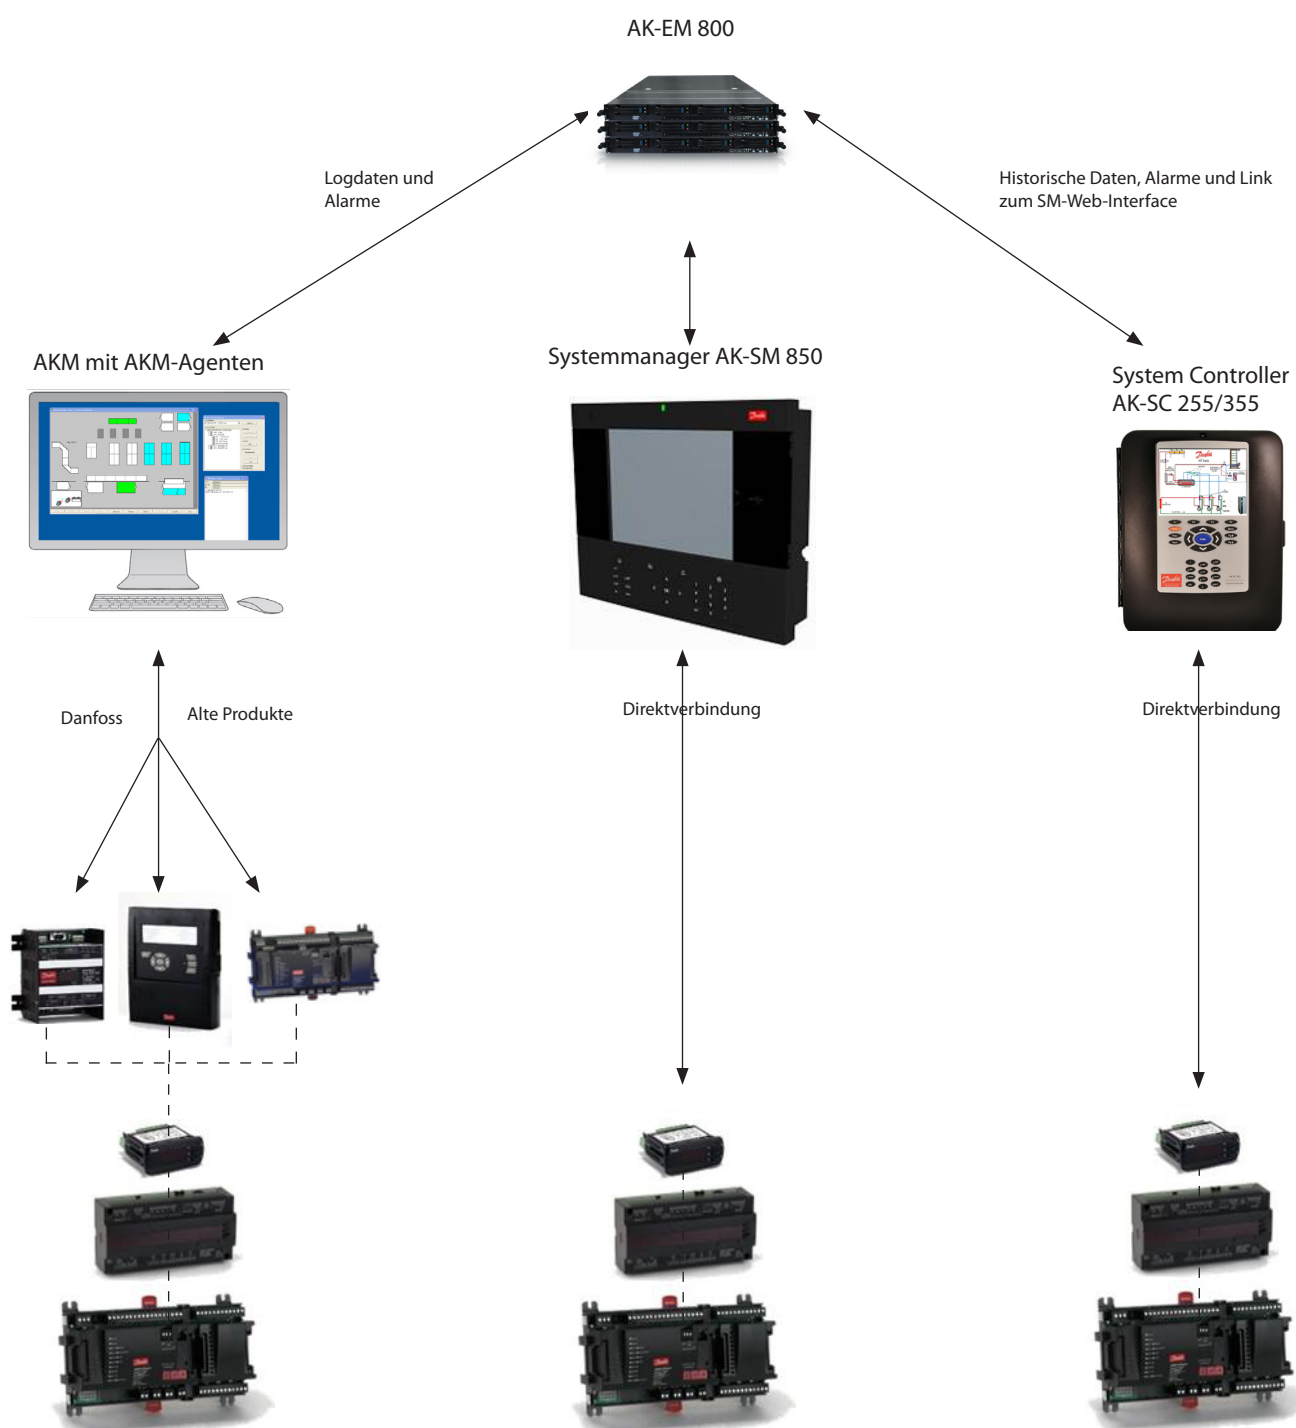 AK-EM 800
Logdaten und
Alarme
Historische Daten, Alarme und Link
zum SM-Web-Interface
AKM mit AKM-Agenten
Systemmanager AK-SM 850
System Controller
AK-SC 255/355
Danfoss
Alte Produkte
Direktverbindung
Direktverbindung